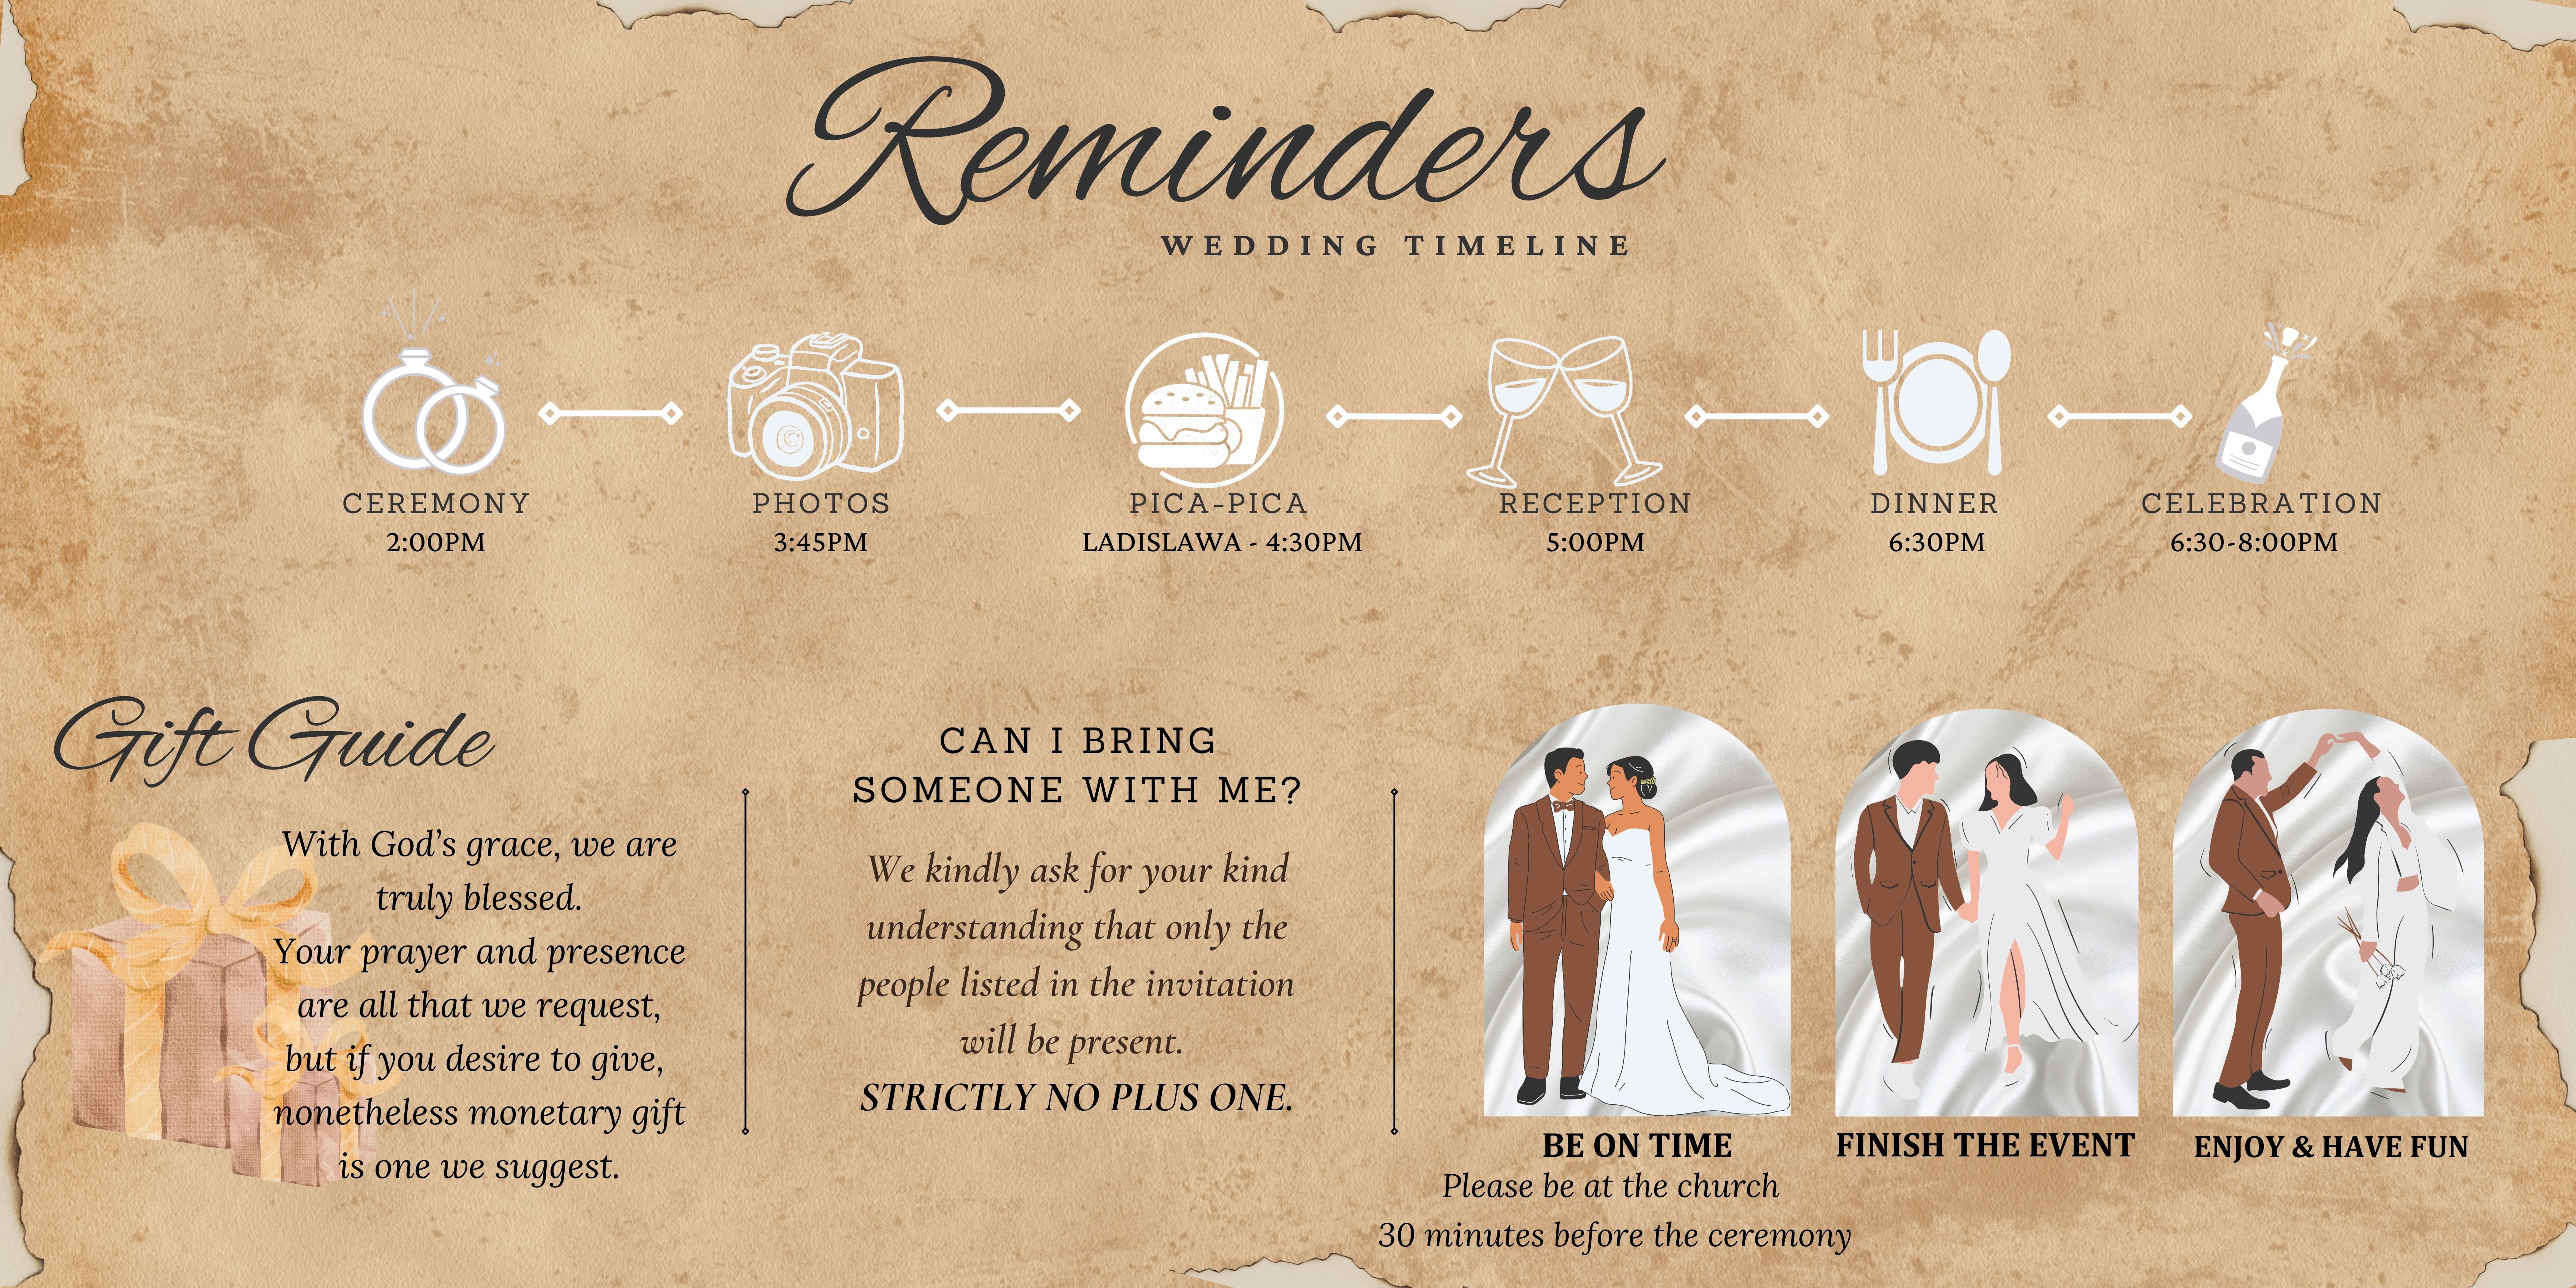 Reminders
WEDDING TIMELINE
CEREMONY
2:00PM
PHOTOS
3:45PM
PICA-PICA
LADISLAWA - 4:30PM
RECEPTION
5:00PM
DINNER
6:30PM
CELEBRATION
6:30-8:00PM
Gift Guide
With God's grace, we are
truly blessed.
Your prayer and presence
are all that we request,
but if you desire to give,
nonetheless monetary gift
is one we suggest.
CAN I BRING
SOMEONE WITH ME?
We kindly ask for your kind
understanding that only the
people listed in the invitation
will be present.
STRICTLY NO PLUS ONE.
BE ON TIME
Please be at the church
30 minutes before the ceremony
FINISH THE EVENT
ENJOY & HAVE FUN